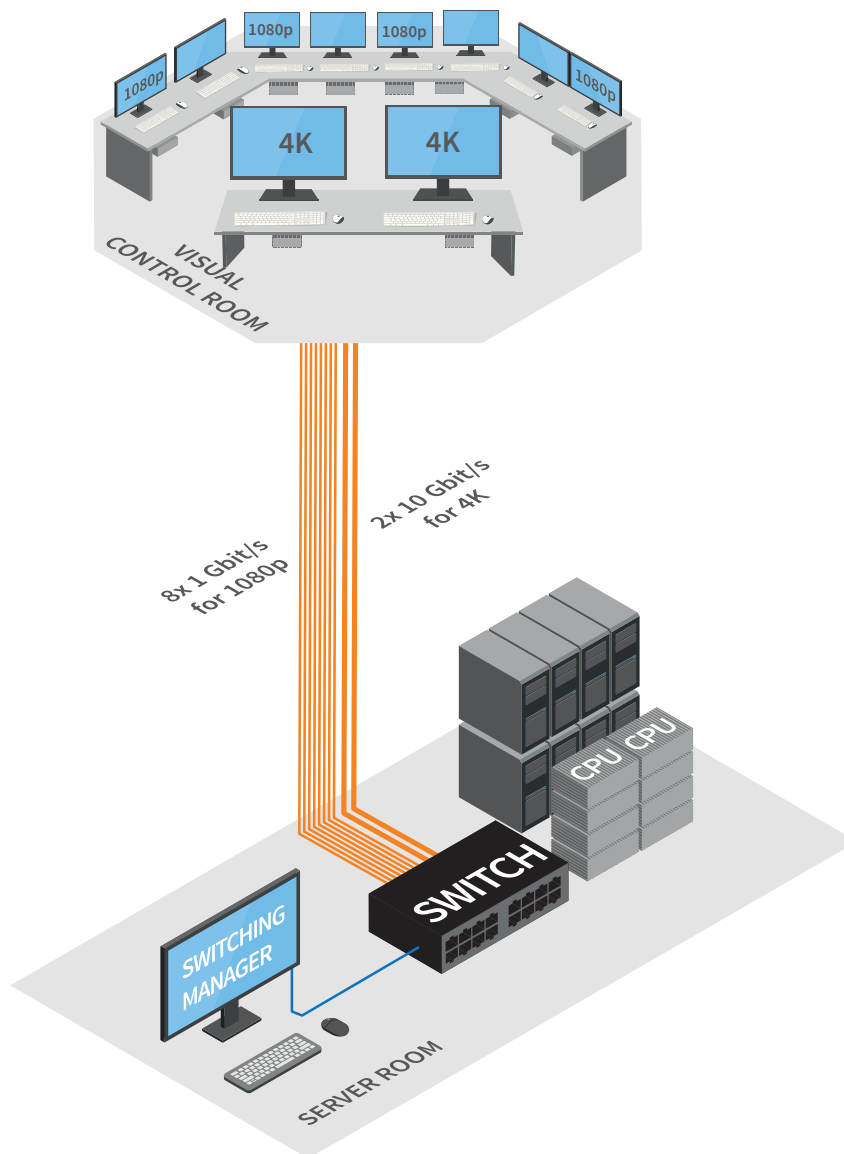 1080p
1080p
1080p
1080p
4K
4K
VISUAL
CONTROL ROOM
2x 10 Gbit/s
for 4K
8x 1 Gbit/s
for 1080p
CPU
CPU
SWITCH
SWITCHING
MANAGER
SERVER ROOM